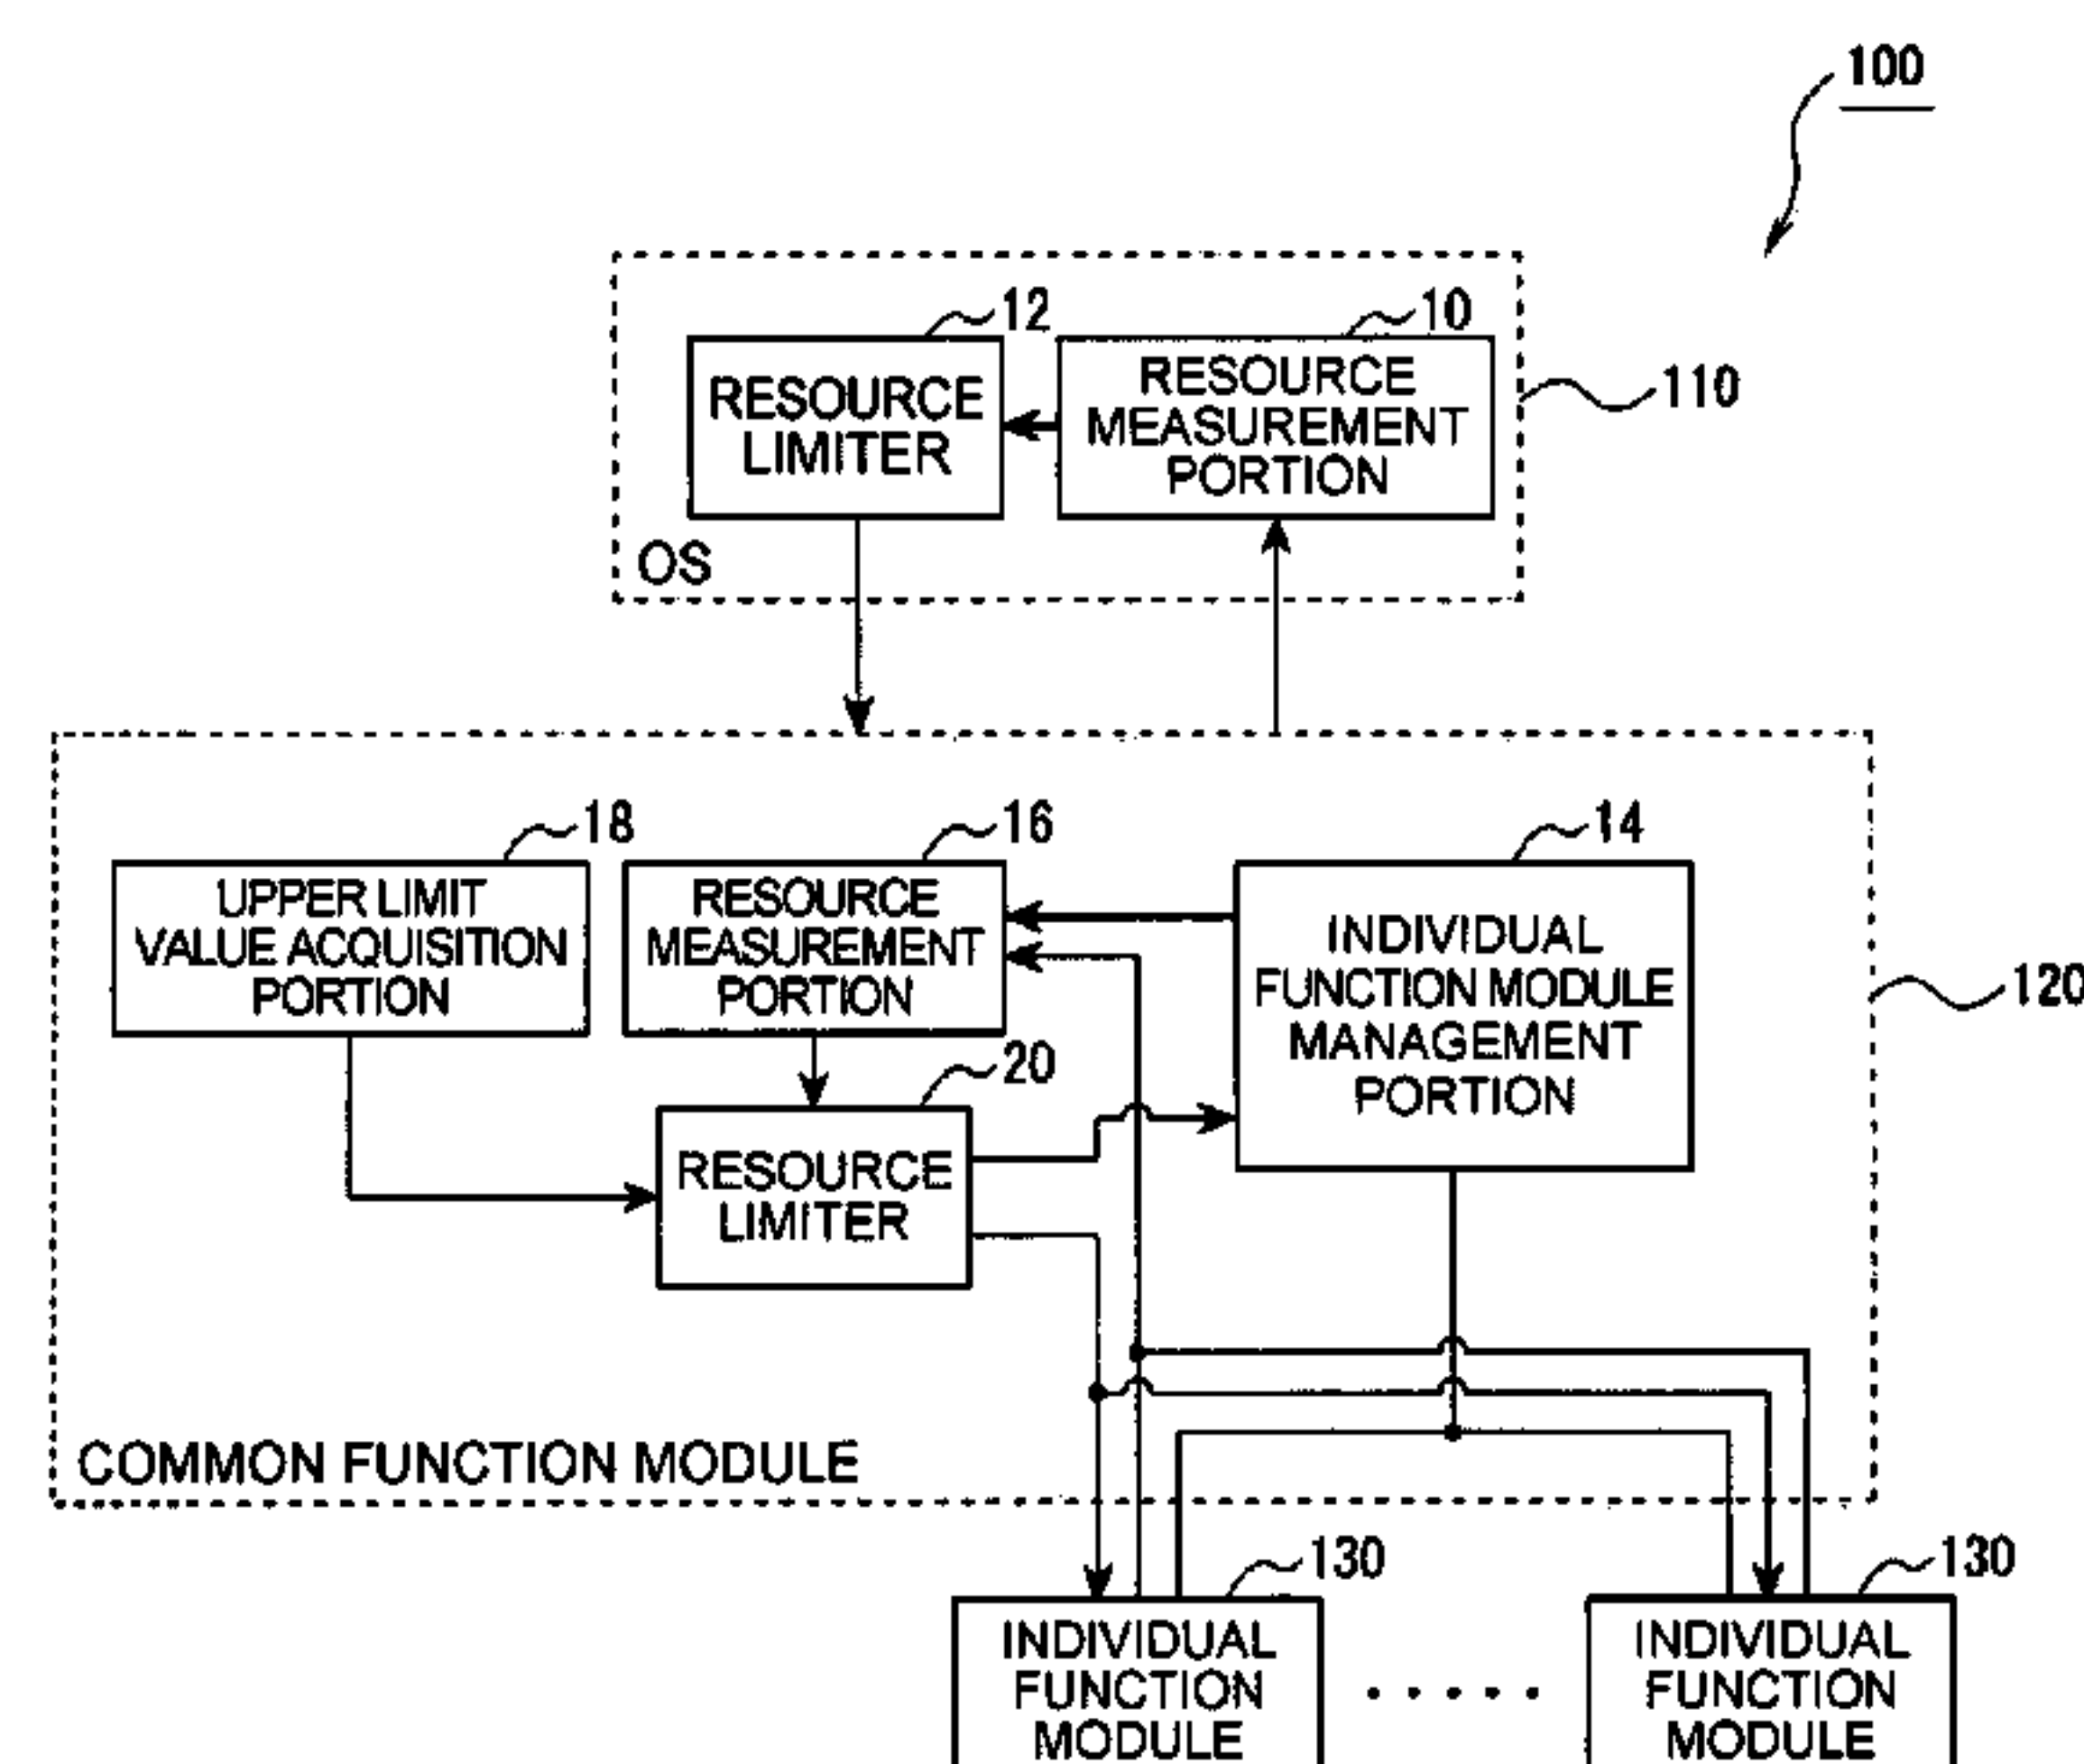 100
12
10
RESOURCE
LIMITER
RESOURCE
MEASUREMENT
PORTION
110
OS
18
16
14
UPPER LIMIT
VALUE ACQUISITION
PORTION
RESOURCE
MEASUREMENT
PORTION
INDIVIDUAL
FUNCTION MODULE
MANAGEMENT
PORTION
120
20
RESOURCE
LIMITER
COMMON FUNCTION MODULE
130
130
INDIVIDUAL
FUNCTION
MODULE
INDIVIDUAL
FUNCTION
MODULE